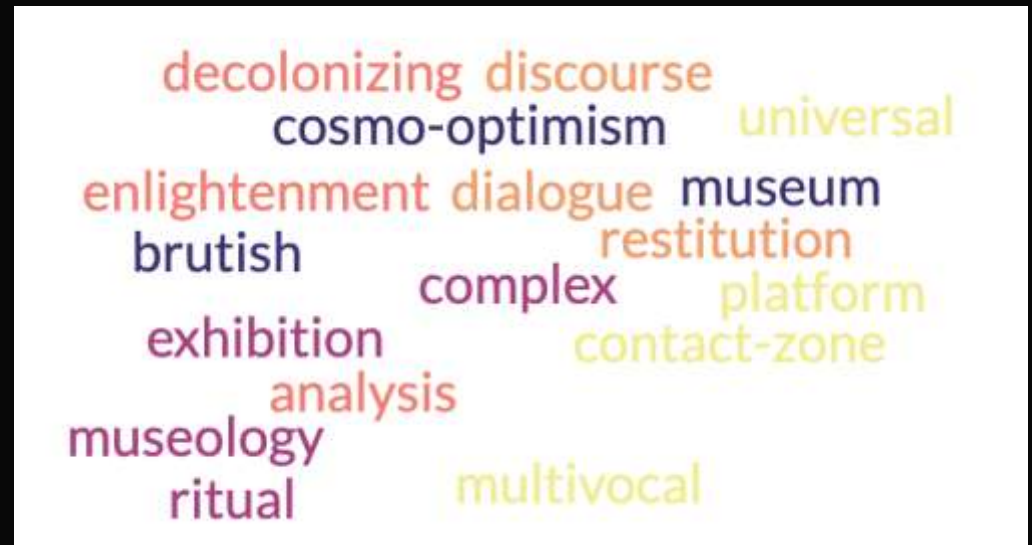 decolonizing discourse
universal
cosmo-optimism
enlightenment dialogue museum
brutish
restitution
complex
platform
exhibition
contact-zone
analysis
museology
multivocal
ritual